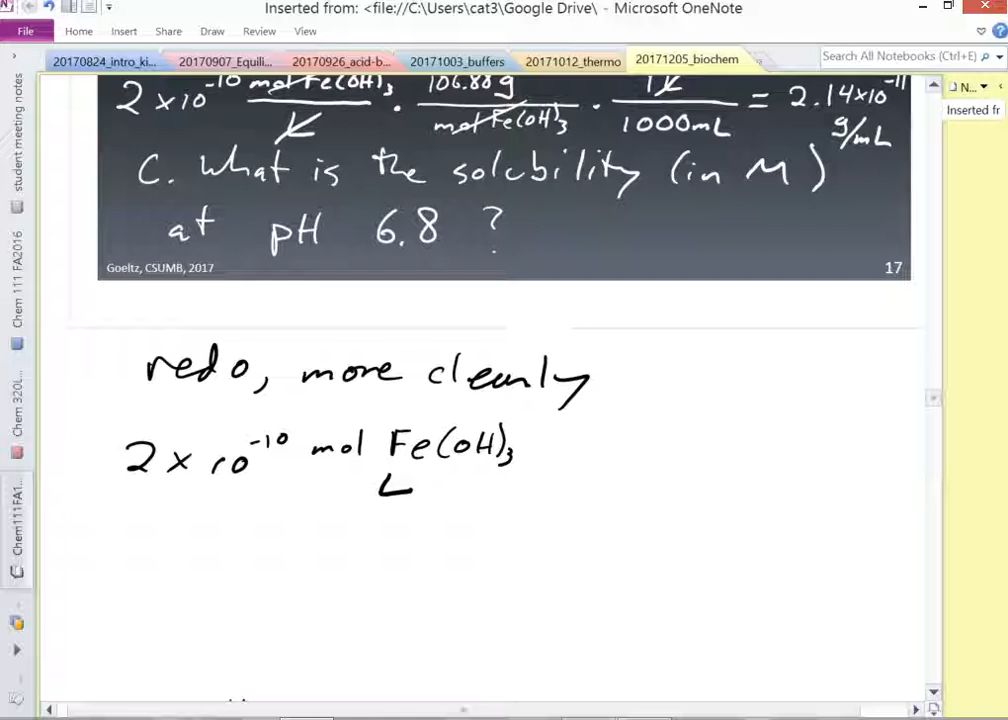 Inserted from: <file://C:\Users\cat3\Google Drive\ - Microsoft OneNote
File Home Insert Share Draw Review View
20170824_intro_ki... 20170907_Equili... 20170926_acid-b... 20171003_buffers 20171012_thermo 20171205_biochem Search All Notebooks (Ctrl+E)
N...
Inserted fr
student meeting notes
Chem 111 FA2016
Chem 320L
Chem111FA1
2 × 10⁻¹⁰ mol Fe(OH)₃ / L · 106.88 g / mol Fe(OH)₃ · 1 L / 1000 mL = 2.14×10⁻¹¹ g/mL
C. What is the solubility (in M)
at pH 6.8 ?
Goeltz, CSUMB, 2017 17
redo, more cleanly
2 × 10⁻¹⁰ mol Fe(OH)₃
L